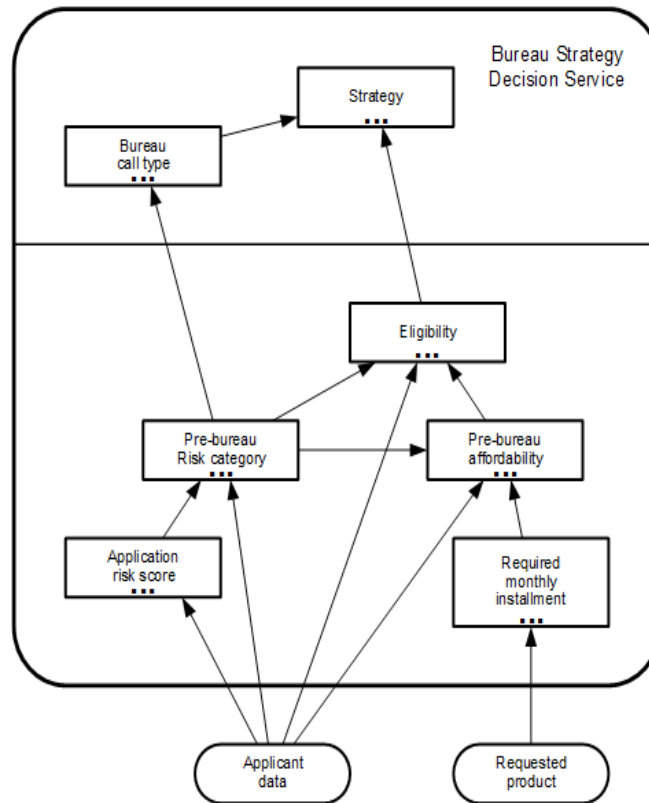 Bureau Strategy
Decision Service
Strategy
Bureau
call type
Eligibility
Pre-bureau
Risk category
Pre-bureau
affordability
Application
risk score
Required
monthly
installment
Applicant
data
Requested
product